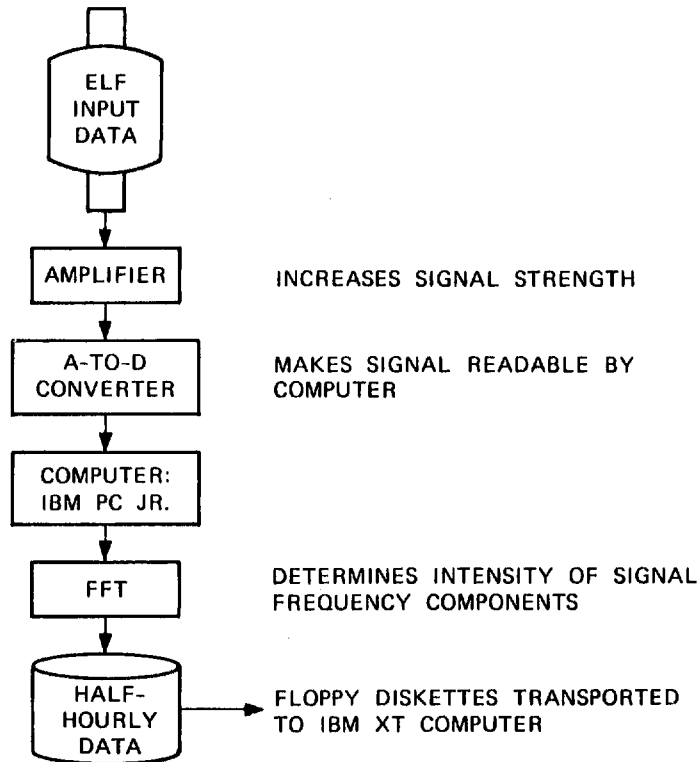 ELF
INPUT
DATA
AMPLIFIER
INCREASES SIGNAL STRENGTH
A-TO-D
CONVERTER
MAKES SIGNAL READABLE BY
COMPUTER
COMPUTER:
IBM PC JR.
FFT
DETERMINES INTENSITY OF SIGNAL
FREQUENCY COMPONENTS
HALF-
HOURLY
DATA
FLOPPY DISKETTES TRANSPORTED
TO IBM XT COMPUTER